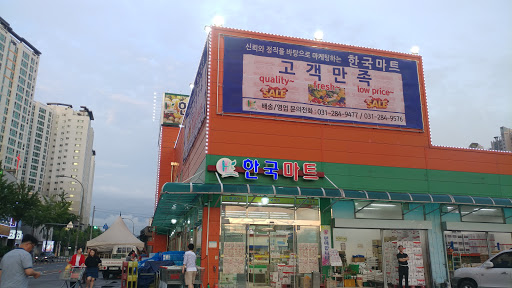 신뢰와 정직을 바탕으로 마케팅하는 한국마트
고객만족
quality~ fresh~ low price~
SALE SALE
배송/영업 문의전화 : 031-284-9477 / 031-284-9576
한국마트